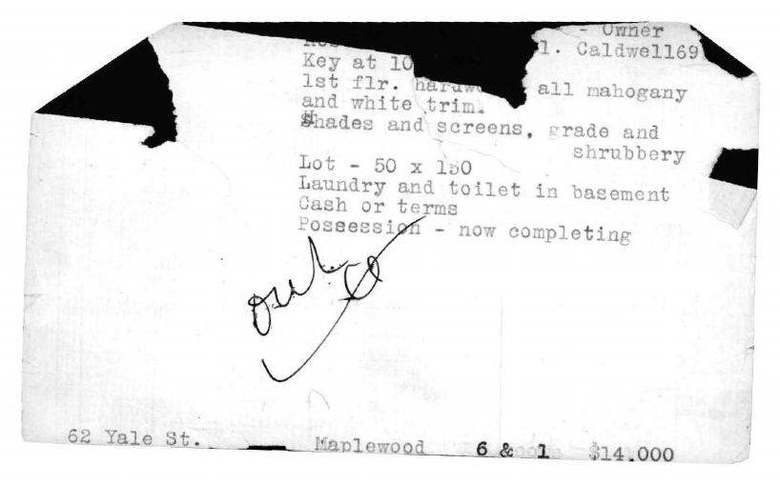 - Owner
l. Caldwell69
Key at 10
1st flr. all mahogany
and white trim.
Shades and screens, grade and
shrubbery
Lot - 50 x 150
Laundry and toilet in basement
Cash or terms
Possession - now completing
62 Yale St. Maplewood 6 & 1 $14,000